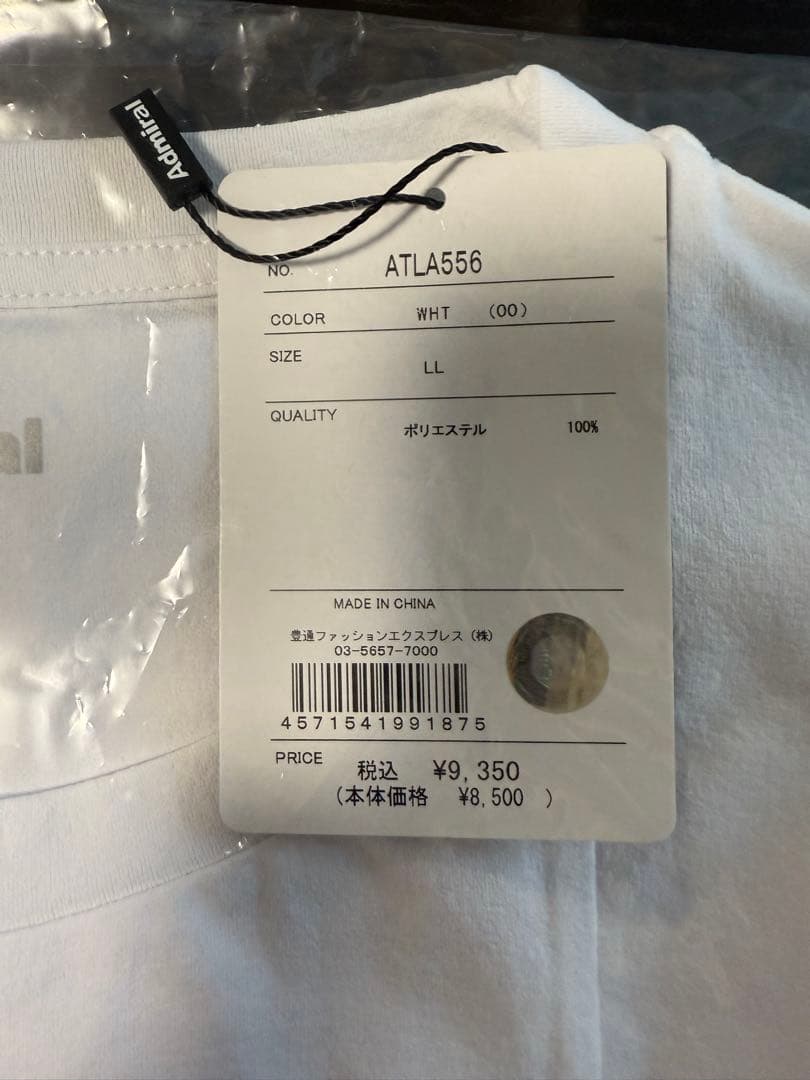 Admiral
NO. ATLA556
COLOR WHT (00)
SIZE LL
QUALITY ポリエステル 100%
MADE IN CHINA
豊通ファッションエクスプレス（株）
03-5657-7000
4571541991875
PRICE 税込 ¥9,350
（本体価格 ¥8,500 ）
al